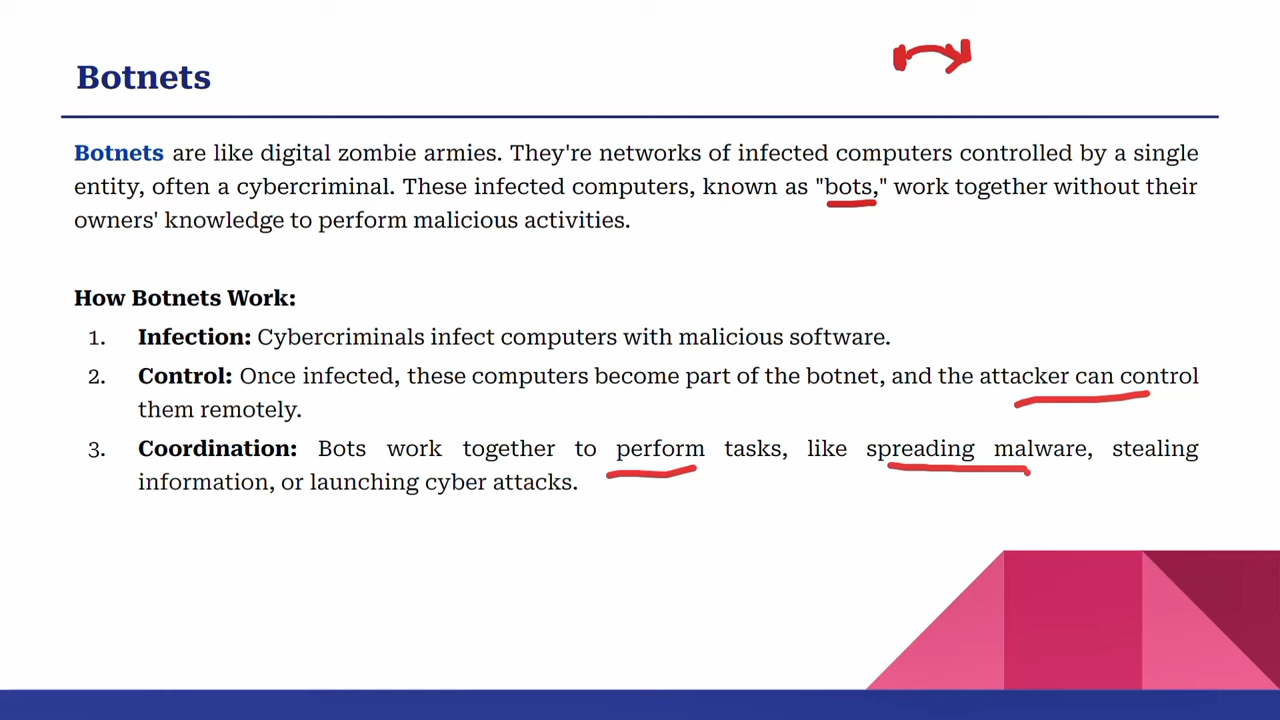 Botnets
Botnets are like digital zombie armies. They're networks of infected computers controlled by a single
entity, often a cybercriminal. These infected computers, known as "bots," work together without their
owners' knowledge to perform malicious activities.
How Botnets Work:
1. Infection: Cybercriminals infect computers with malicious software.
2. Control: Once infected, these computers become part of the botnet, and the attacker can control
them remotely.
3. Coordination: Bots work together to perform tasks, like spreading malware, stealing
information, or launching cyber attacks.